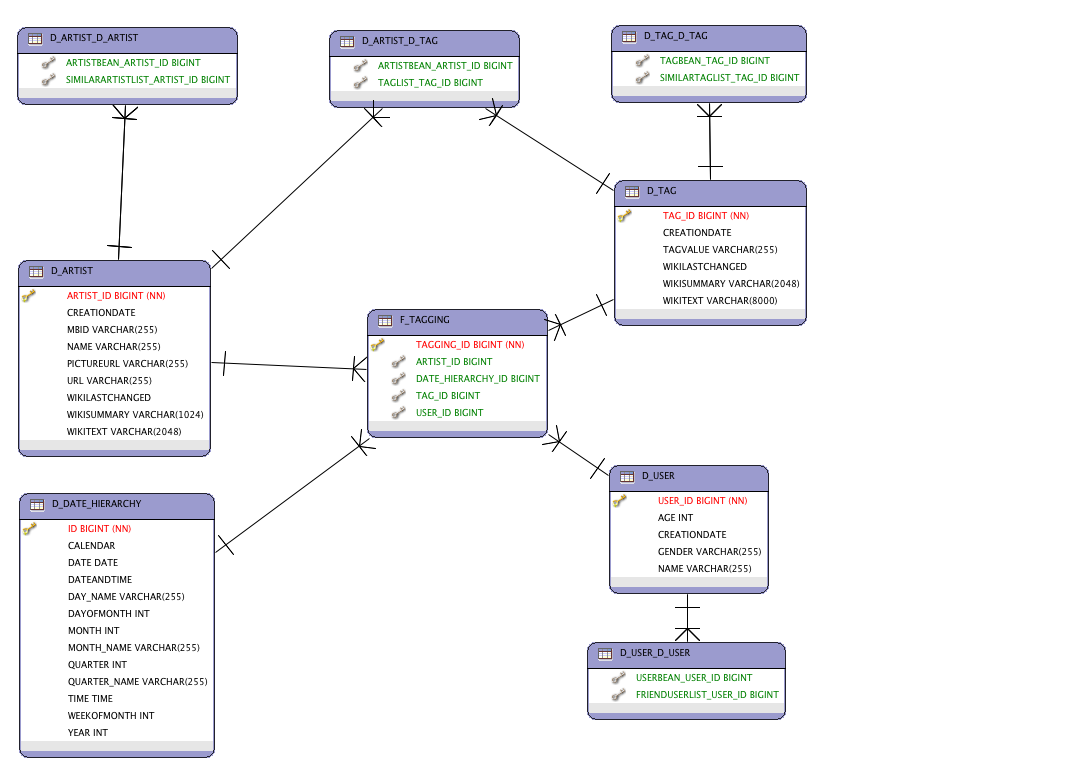 D_ARTIST_D_ARTIST
ARTISTBEAN_ARTIST_ID BIGINT
SIMILARARTISTLIST_ARTIST_ID BIGINT
D_ARTIST_D_TAG
ARTISTBEAN_ARTIST_ID BIGINT
TAGLIST_TAG_ID BIGINT
D_TAG_D_TAG
TAGBEAN_TAG_ID BIGINT
SIMILARTAGLIST_TAG_ID BIGINT
D_TAG
TAG_ID BIGINT (NN)
CREATIONDATE
TAGVALUE VARCHAR(255)
WIKILASTCHANGED
WIKISUMMARY VARCHAR(2048)
WIKITEXT VARCHAR(8000)
D_ARTIST
ARTIST_ID BIGINT (NN)
CREATIONDATE
MBID VARCHAR(255)
NAME VARCHAR(255)
PICTUREURL VARCHAR(255)
URL VARCHAR(255)
WIKILASTCHANGED
WIKISUMMARY VARCHAR(1024)
WIKITEXT VARCHAR(2048)
F_TAGGING
TAGGING_ID BIGINT (NN)
ARTIST_ID BIGINT
DATE_HIERARCHY_ID BIGINT
TAG_ID BIGINT
USER_ID BIGINT
D_DATE_HIERARCHY
ID BIGINT (NN)
CALENDAR
DATE DATE
DATEANDTIME
DAY_NAME VARCHAR(255)
DAYOFMONTH INT
MONTH INT
MONTH_NAME VARCHAR(255)
QUARTER INT
QUARTER_NAME VARCHAR(255)
TIME TIME
WEEKOFMONTH INT
YEAR INT
D_USER
USER_ID BIGINT (NN)
AGE INT
CREATIONDATE
GENDER VARCHAR(255)
NAME VARCHAR(255)
D_USER_D_USER
USERBEAN_USER_ID BIGINT
FRIENDUSERLIST_USER_ID BIGINT